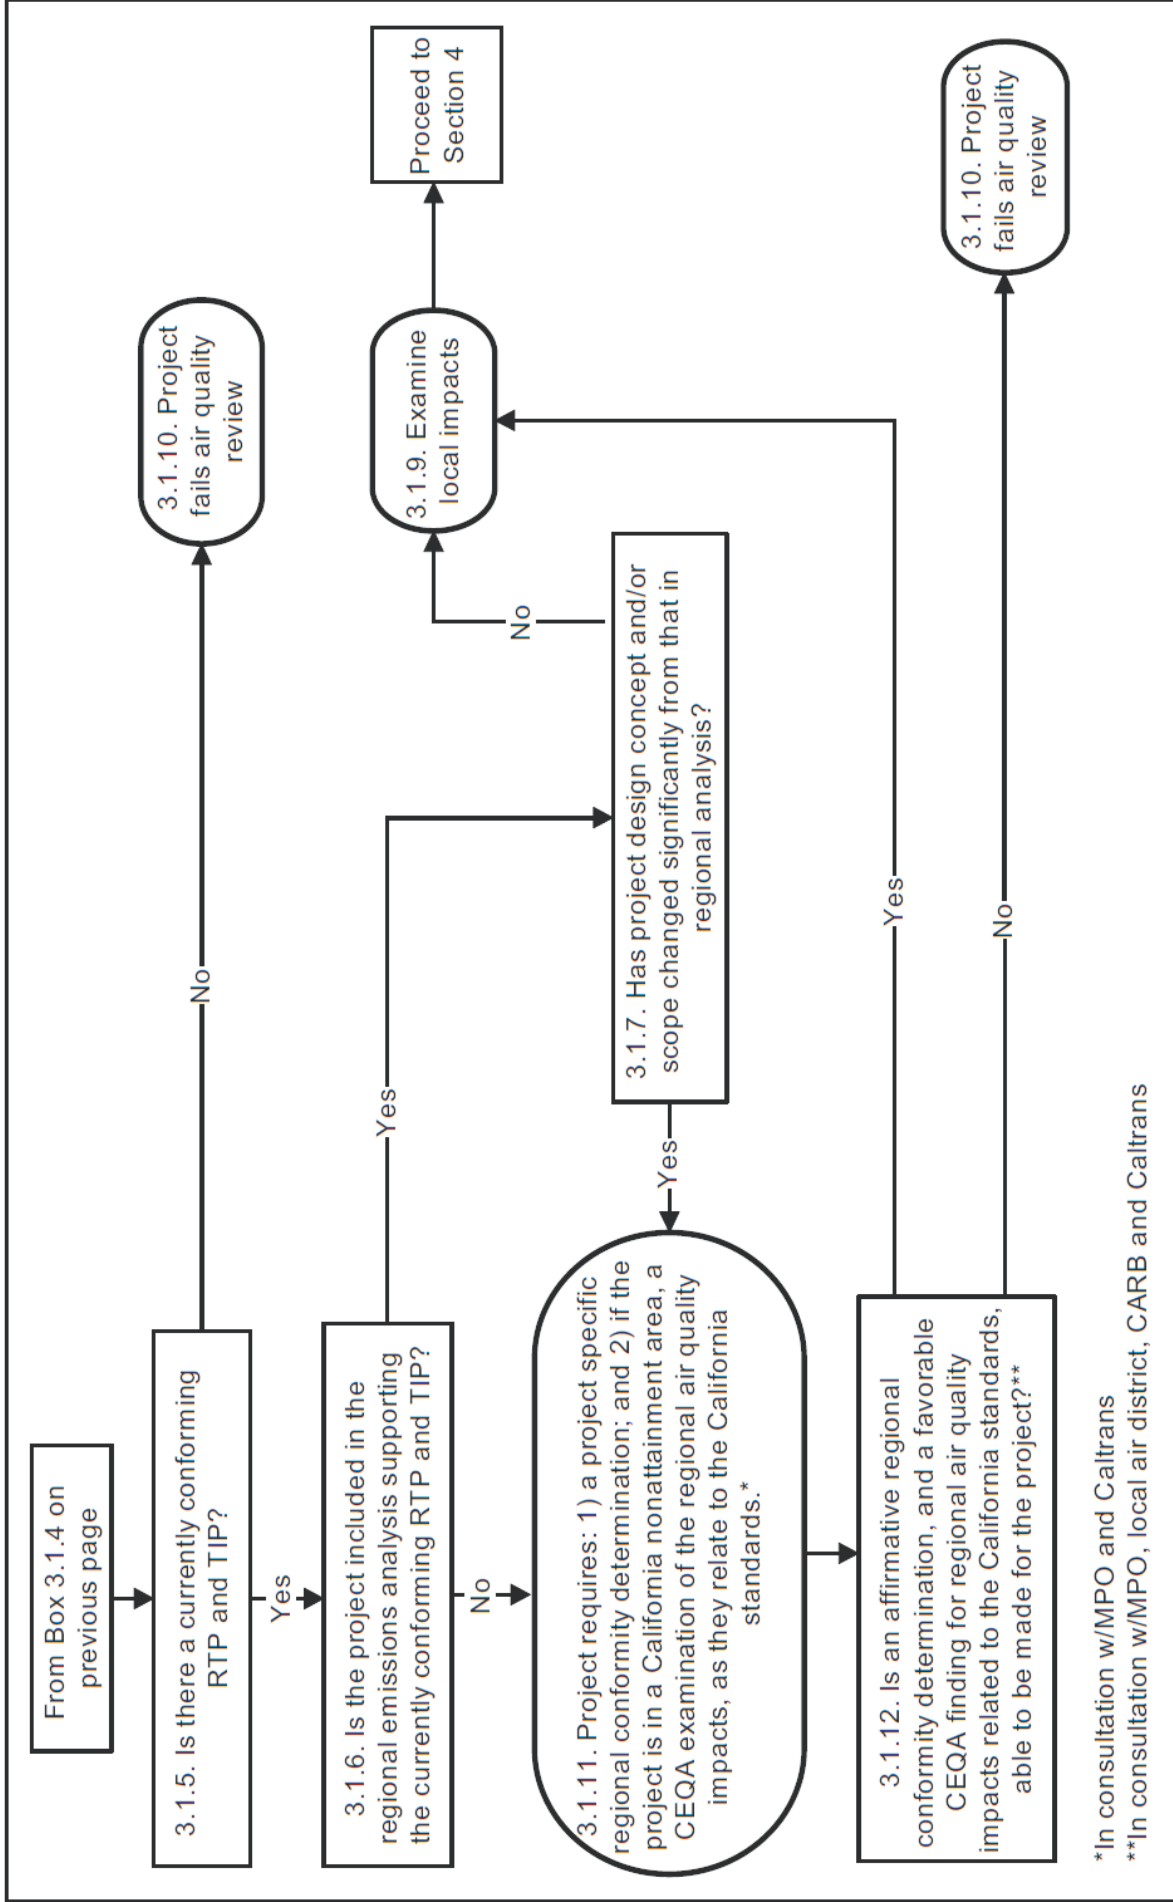 From Box 3.1.4 on
previous page
3.1.5. Is there a currently conforming
RTP and TIP?
No
3.1.10. Project
fails air quality
review
Yes
3.1.6. Is the project included in the
regional emissions analysis supporting
the currently conforming RTP and TIP?
Yes
No
3.1.7. Has project design concept and/or
scope changed significantly from that in
regional analysis?
No
3.1.9. Examine
local impacts
Proceed to
Section 4
Yes
3.1.11. Project requires: 1) a project specific
regional conformity determination; and 2) if the
project is in a California nonattainment area, a
CEQA examination of the regional air quality
impacts, as they relate to the California
standards.*
3.1.12. Is an affirmative regional
conformity determination, and a favorable
CEQA finding for regional air quality
impacts related to the California standards,
able to be made for the project?**
Yes
No
3.1.10. Project
fails air quality
review
*In consultation w/MPO and Caltrans
**In consultation w/MPO, local air district, CARB and Caltrans